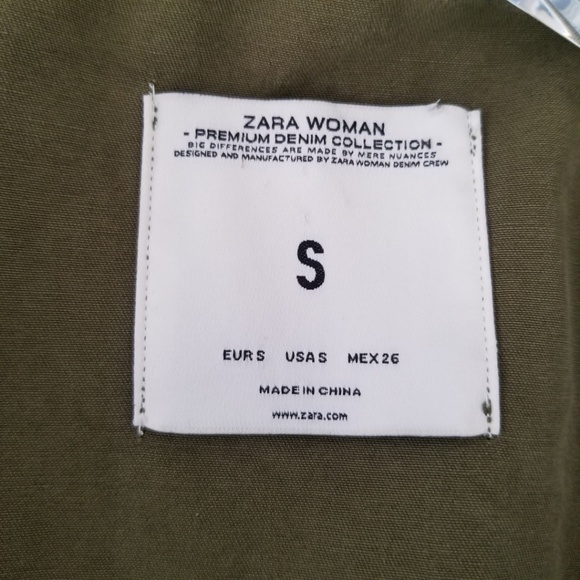 ZARA WOMAN
- PREMIUM DENIM COLLECTION -
BIG DIFFERENCES ARE MADE BY MERE NUANCES
DESIGNED AND MANUFACTURED BY ZARA WOMAN DENIM CREW
S
EUR S USA S MEX 26
MADE IN CHINA
www.zara.com